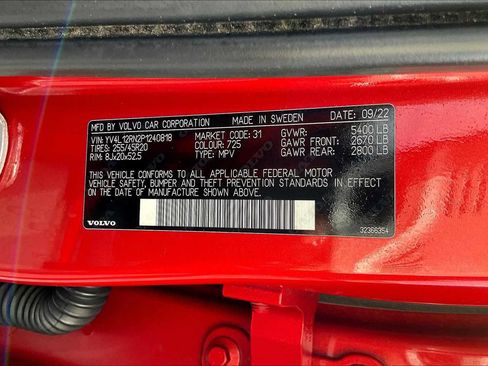 MFD BY VOLVO CAR CORPORATION MADE IN SWEDEN DATE: 09/22
VIN: YV4L12RN2P1240818 MARKET CODE: 31 GVWR: 5400 LB
TIRES: 255/45R20 COLOUR: 725 GAWR FRONT: 2670 LB
RIM: 8Jx20x52.5 TYPE: MPV GAWR REAR: 2800 LB
THIS VEHICLE CONFORMS TO ALL APPLICABLE FEDERAL MOTOR
VEHICLE SAFETY, BUMPER AND THEFT PREVENTION STANDARDS IN EFFECT ON
THE DATE OF MANUFACTURE SHOWN ABOVE.
VOLVO 32366354